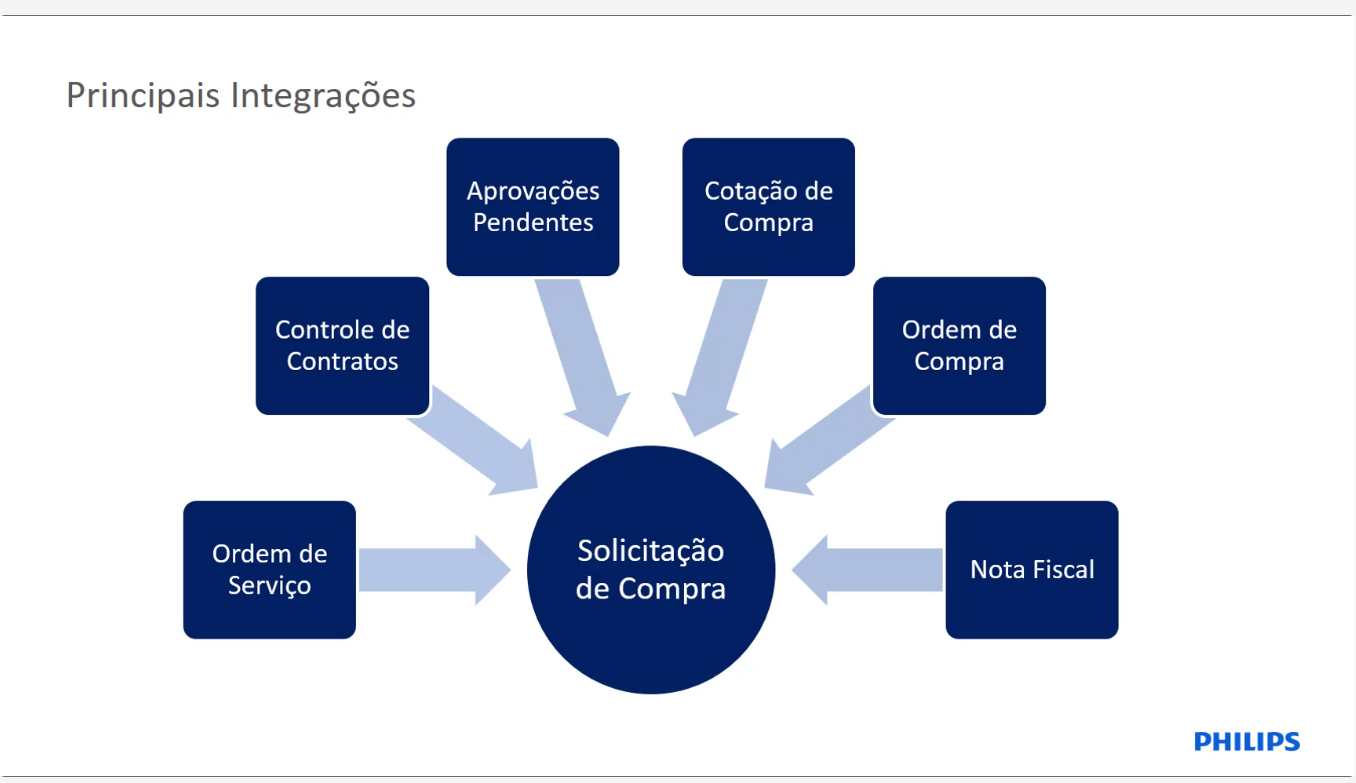 Principais Integrações
Aprovações
Pendentes
Cotação de
Compra
Controle de
Contratos
Ordem de
Compra
Ordem de
Serviço
Solicitação
de Compra
Nota Fiscal
PHILIPS